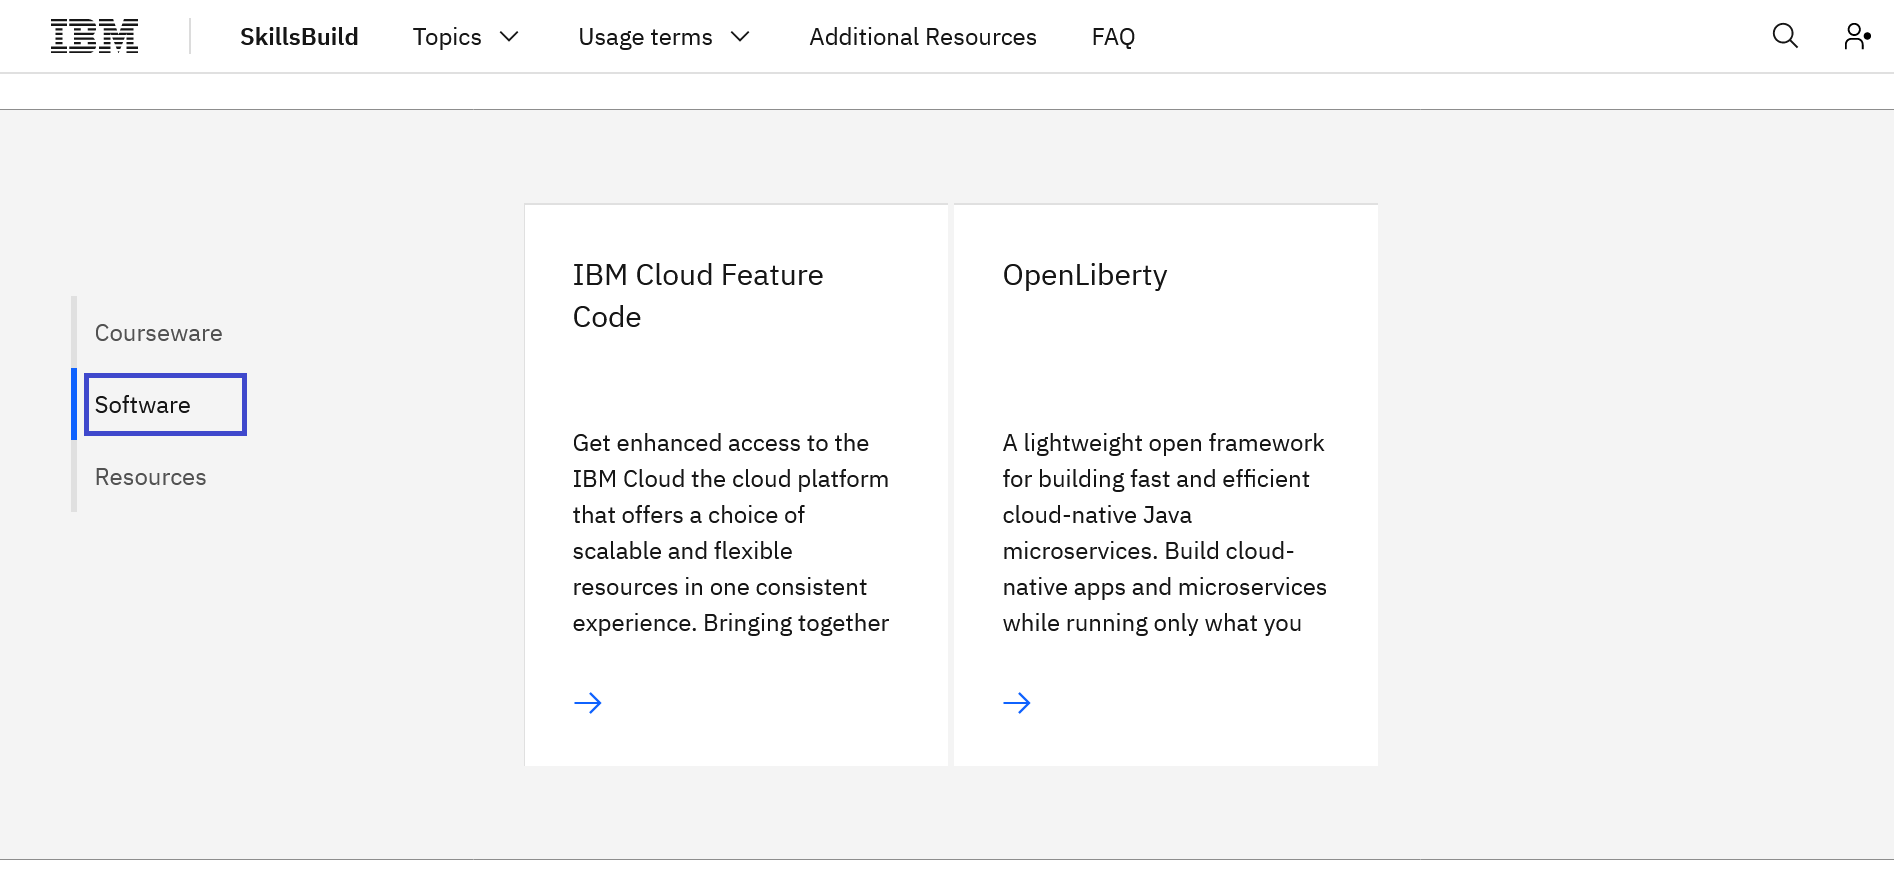 IBM SkillsBuild Topics Usage terms Additional Resources FAQ
Courseware
Software
Resources
IBM Cloud Feature
Code
Get enhanced access to the
IBM Cloud the cloud platform
that offers a choice of
scalable and flexible
resources in one consistent
experience. Bringing together
OpenLiberty
A lightweight open framework
for building fast and efficient
cloud-native Java
microservices. Build cloud-
native apps and microservices
while running only what you